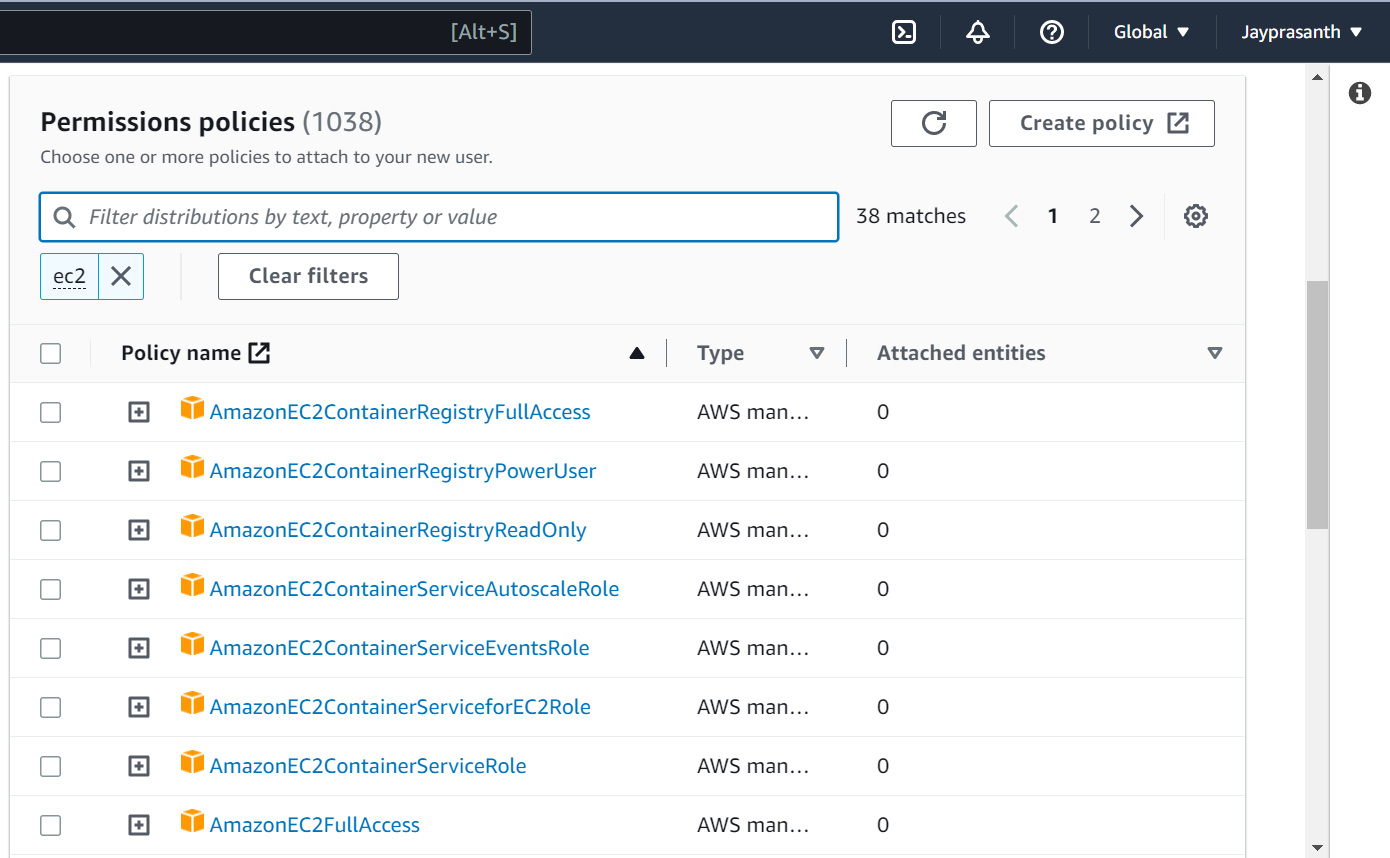 [Alt+S] Global ▼ Jayprasanth ▼
Permissions policies (1038) Create policy
Choose one or more policies to attach to your new user.
Filter distributions by text, property or value 38 matches 1 2
ec2 Clear filters
Policy name Type Attached entities
AmazonEC2ContainerRegistryFullAccess AWS man… 0
AmazonEC2ContainerRegistryPowerUser AWS man… 0
AmazonEC2ContainerRegistryReadOnly AWS man… 0
AmazonEC2ContainerServiceAutoscaleRole AWS man… 0
AmazonEC2ContainerServiceEventsRole AWS man… 0
AmazonEC2ContainerServiceforEC2Role AWS man… 0
AmazonEC2ContainerServiceRole AWS man… 0
AmazonEC2FullAccess AWS man… 0